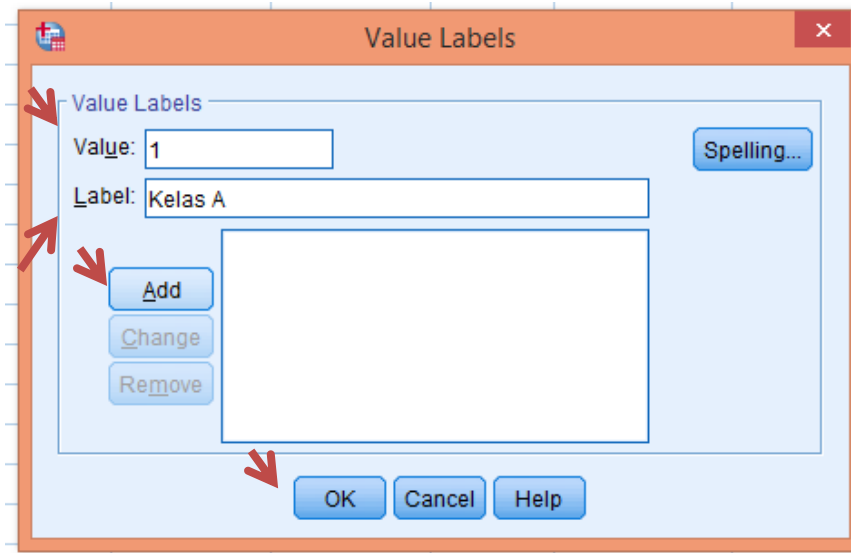 Value Labels
Value Labels
Value: 1
Spelling...
Label: Kelas A
Add
Change
Remove
OK Cancel Help